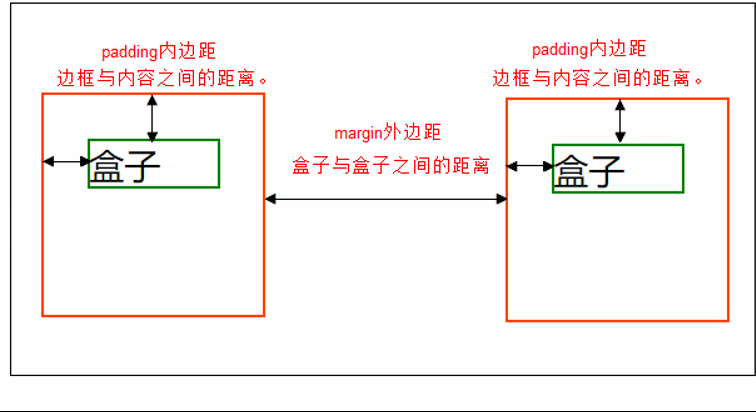 padding内边距
边框与内容之间的距离。
padding内边距
边框与内容之间的距离。
margin外边距
盒子与盒子之间的距离
盒子
盒子